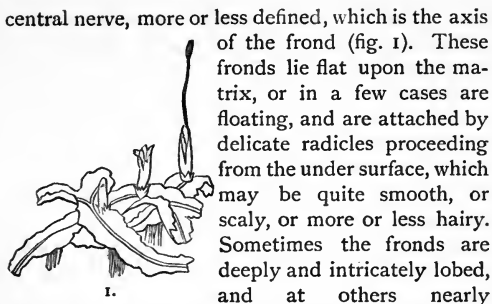 central nerve, more or less defined, which is the axis
of the frond (fig. 1). These
fronds lie flat upon the ma-
trix, or in a few cases are
floating, and are attached by
delicate radicles proceeding
from the under surface, which
may be quite smooth, or
scaly, or more or less hairy.
Sometimes the fronds are
deeply and intricately lobed,
and at others nearly
1.